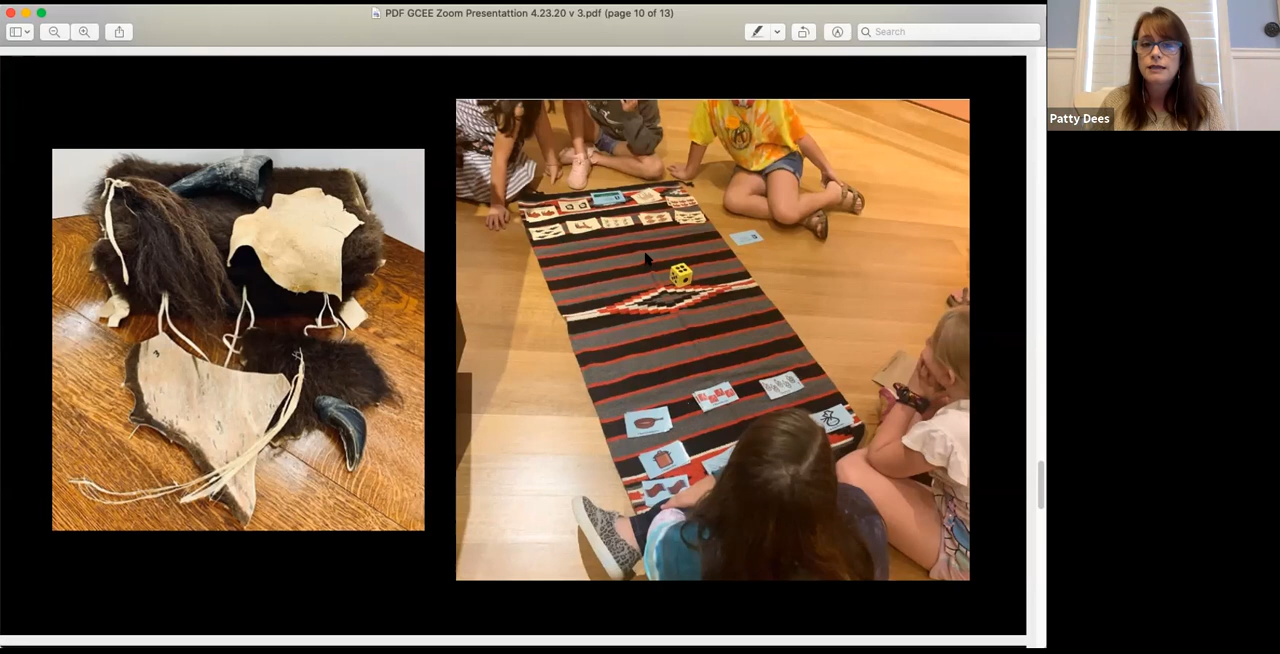 PDF GCEE Zoom Presentattion 4.23.20 v 3.pdf (page 10 of 13)
Search
Patty Dees